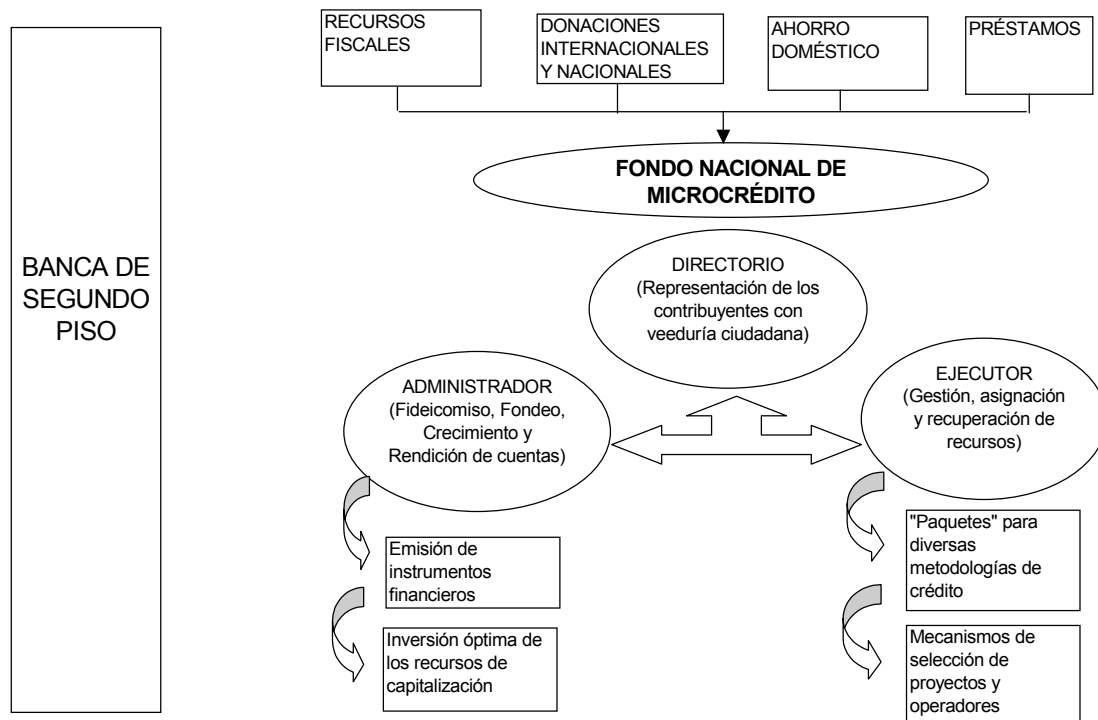 RECURSOS
FISCALES
DONACIONES
INTERNACIONALES
Y NACIONALES
AHORRO
DOMÉSTICO
PRÉSTAMOS
FONDO NACIONAL DE
MICROCRÉDITO
BANCA DE
SEGUNDO
PISO
DIRECTORIO
(Representación de los
contribuyentes con
veeduría ciudadana)
ADMINISTRADOR
(Fideicomiso, Fondeo,
Crecimiento y
Rendición de cuentas)
EJECUTOR
(Gestión, asignación
y recuperación de
recursos)
Emisión de
instrumentos
financieros
Inversión óptima de
los recursos de
capitalización
"Paquetes" para
diversas
metodologías de
crédito
Mecanismos de
selección de
proyectos y
operadores